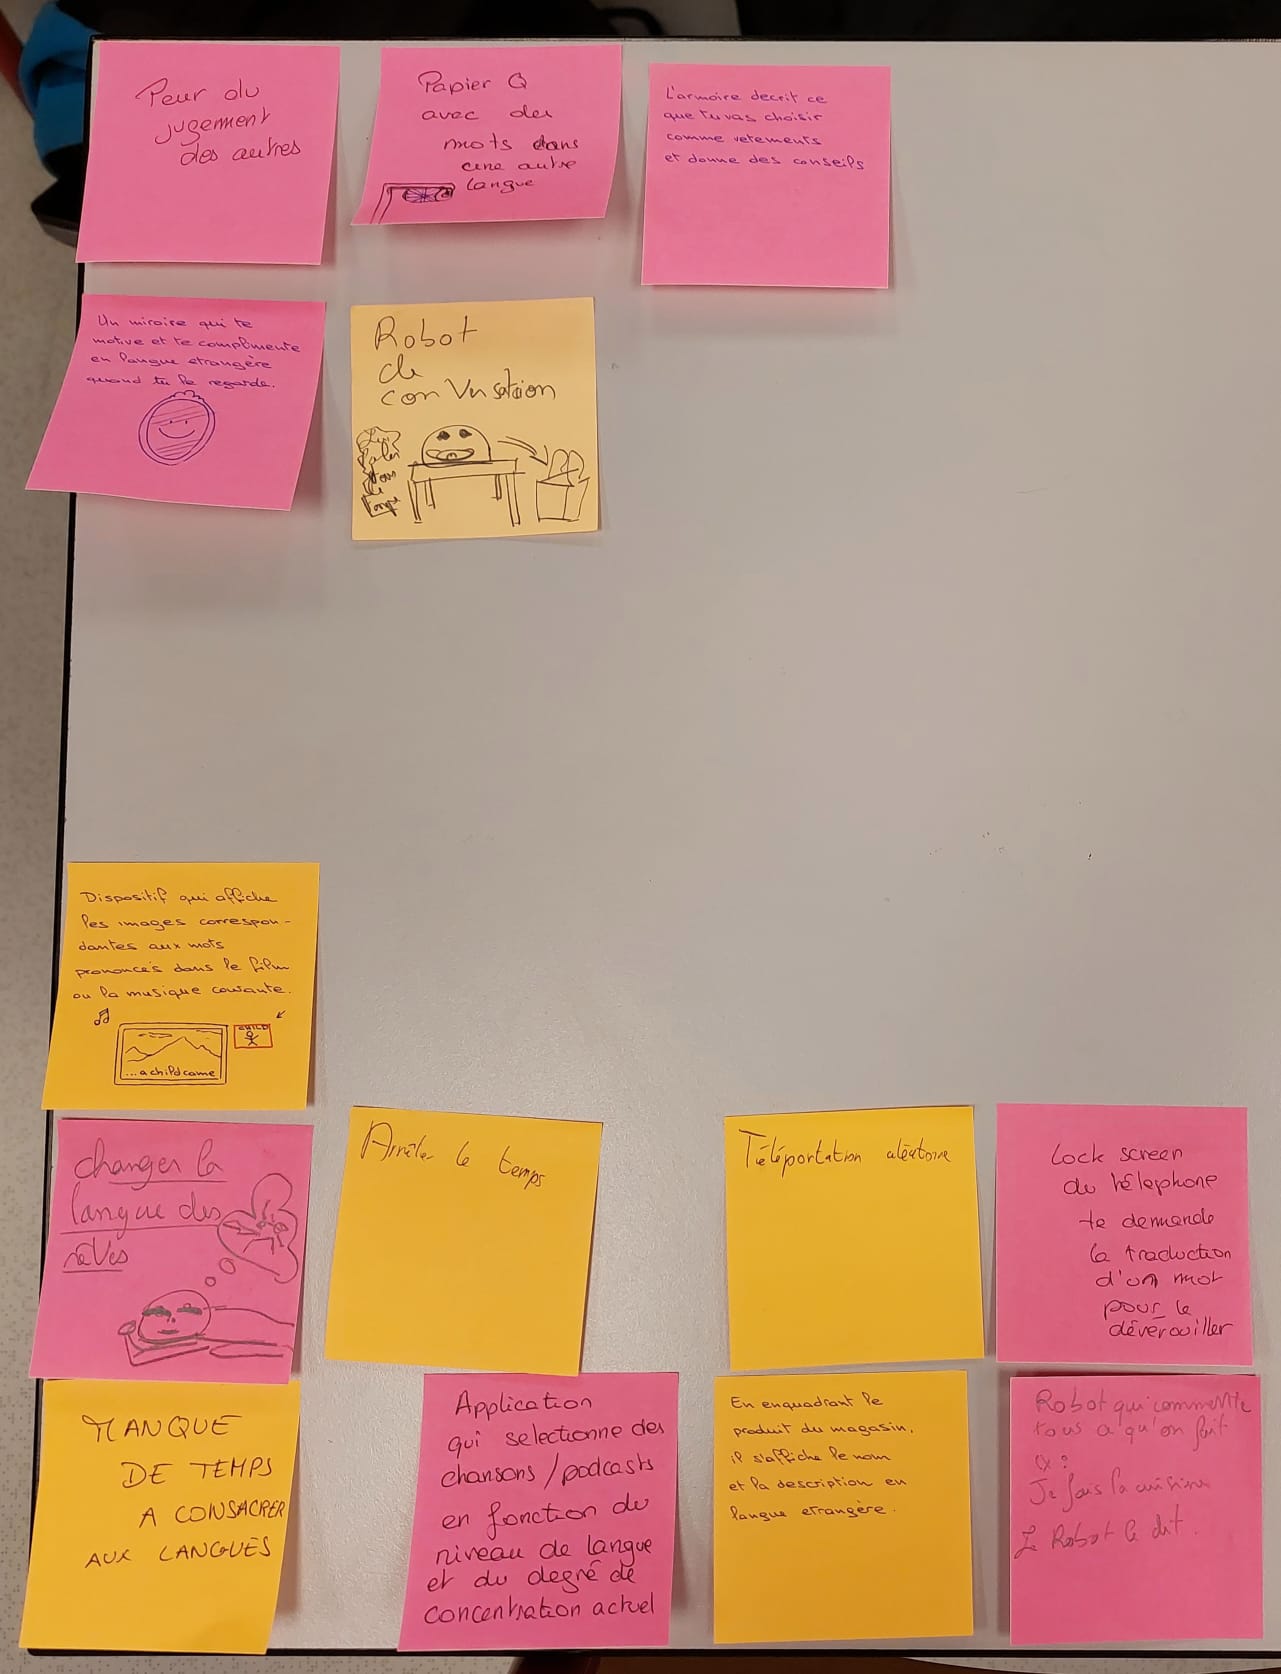 Peur du
jugement
des autres
Papier Q
avec des
mots dans
une autre
langue
L'armoire decrit ce
que tu vas choisir
comme vetements
et donne des conseils
Un miroire qui te
motive et te complimente
en langue etrangère
quand tu le regarde.
Robot
de
conversation
Dispositif qui affiche
les images correspon-
dantes aux mots
prononcés dans le film
ou la musique courante.
CHILD
...a child came
Changer la
langue des
rêves
Arrêter le temps
Téléportation aléatoire
Lock screen
du télephone
te demande
la traduction
d'un mot
pour le
déverouiller
MANQUE
DE TEMPS
A CONSACRER
AUX LANGUES
Application
qui selectionne des
chansons/podcasts
en fonction du
niveau de langue
et du degré de
concentration actuel
En enquadrant le
produit du magasin,
il s'affiche le nom
et la description en
langue etrangère.
Robot qui commente
tous ce qu'on fait
ex:
Je fais la cuisine
Le Robot le dit.